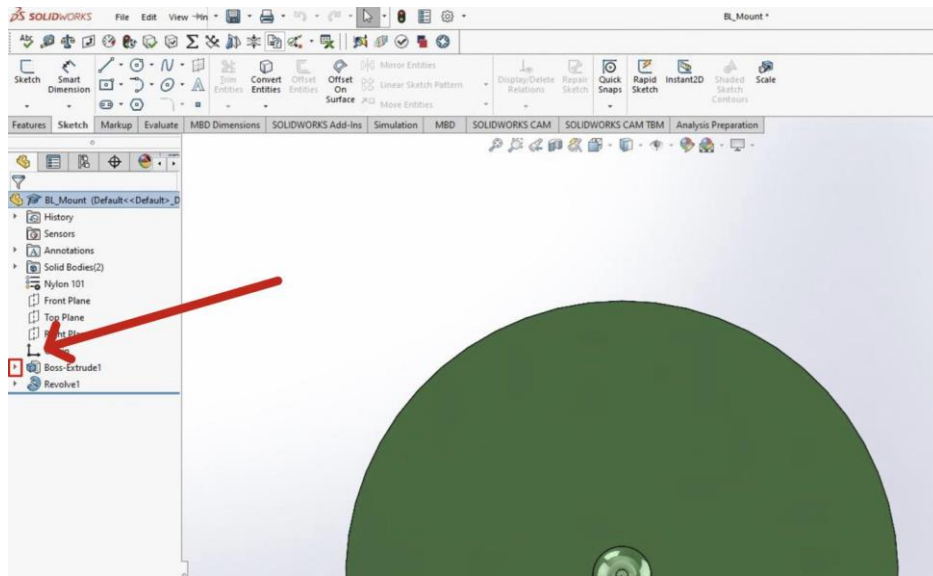 SOLIDWORKS File Edit View BL_Mount *
Sketch Smart Dimension Trim Entities Convert Entities Offset Entities Offset On Surface Mirror Entities Linear Sketch Pattern Move Entities Display/Delete Relations Repair Sketch Quick Snaps Rapid Sketch Instant2D Shaded Sketch Contours Scale
Features Sketch Markup Evaluate MBD Dimensions SOLIDWORKS Add-Ins Simulation MBD SOLIDWORKS CAM SOLIDWORKS CAM TBM Analysis Preparation
BL_Mount (Default<<Default>_D
History
Sensors
Annotations
Solid Bodies(2)
Nylon 101
Front Plane
Top Plane
Boss-Extrude1
Revolve1